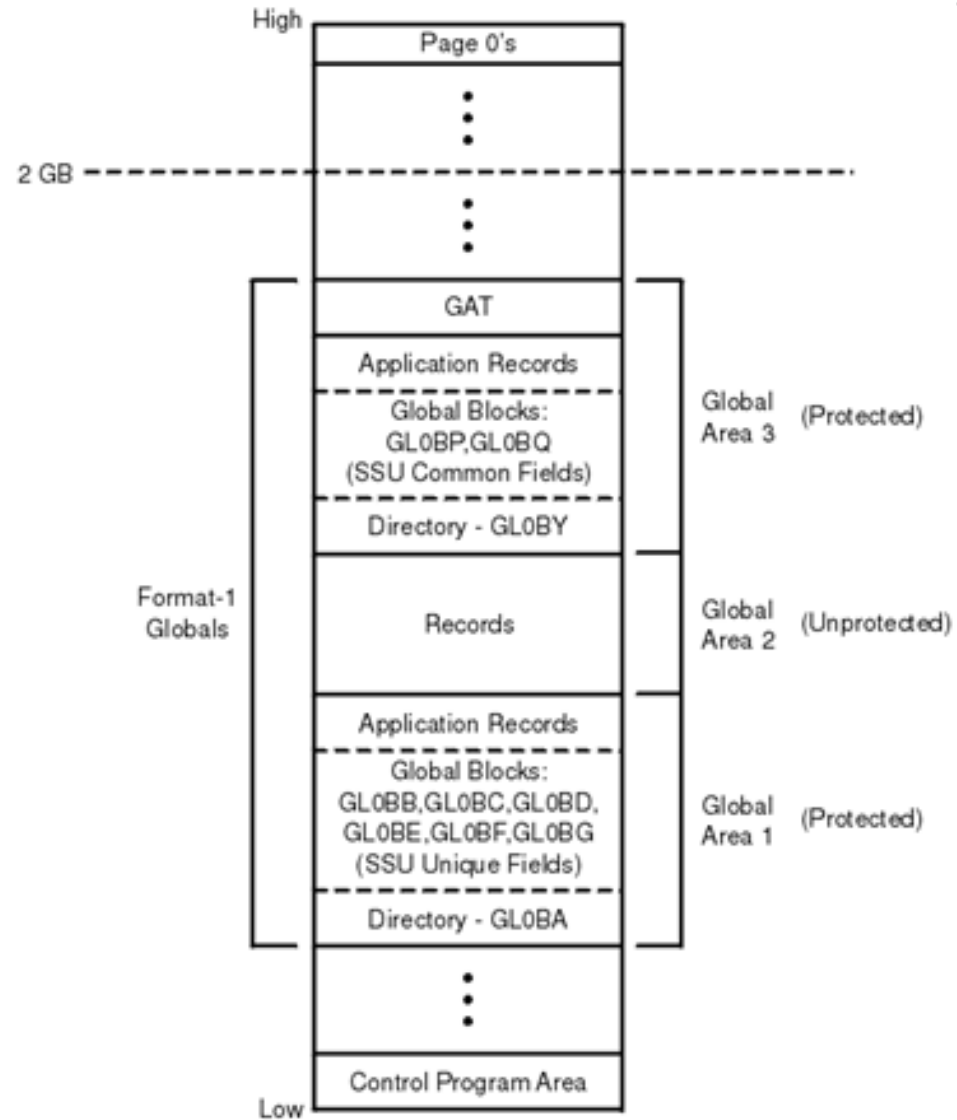 High
Page 0's
2 GB
GAT
Application Records
Global Blocks:
GL0BP,GL0BQ
(SSU Common Fields)
Directory - GL0BY
Global
Area 3
(Protected)
Format-1
Globals
Records
Global
Area 2
(Unprotected)
Application Records
Global Blocks:
GL0BB,GL0BC,GL0BD,
GL0BE,GL0BF,GL0BG
(SSU Unique Fields)
Directory - GL0BA
Global
Area 1
(Protected)
Control Program Area
Low